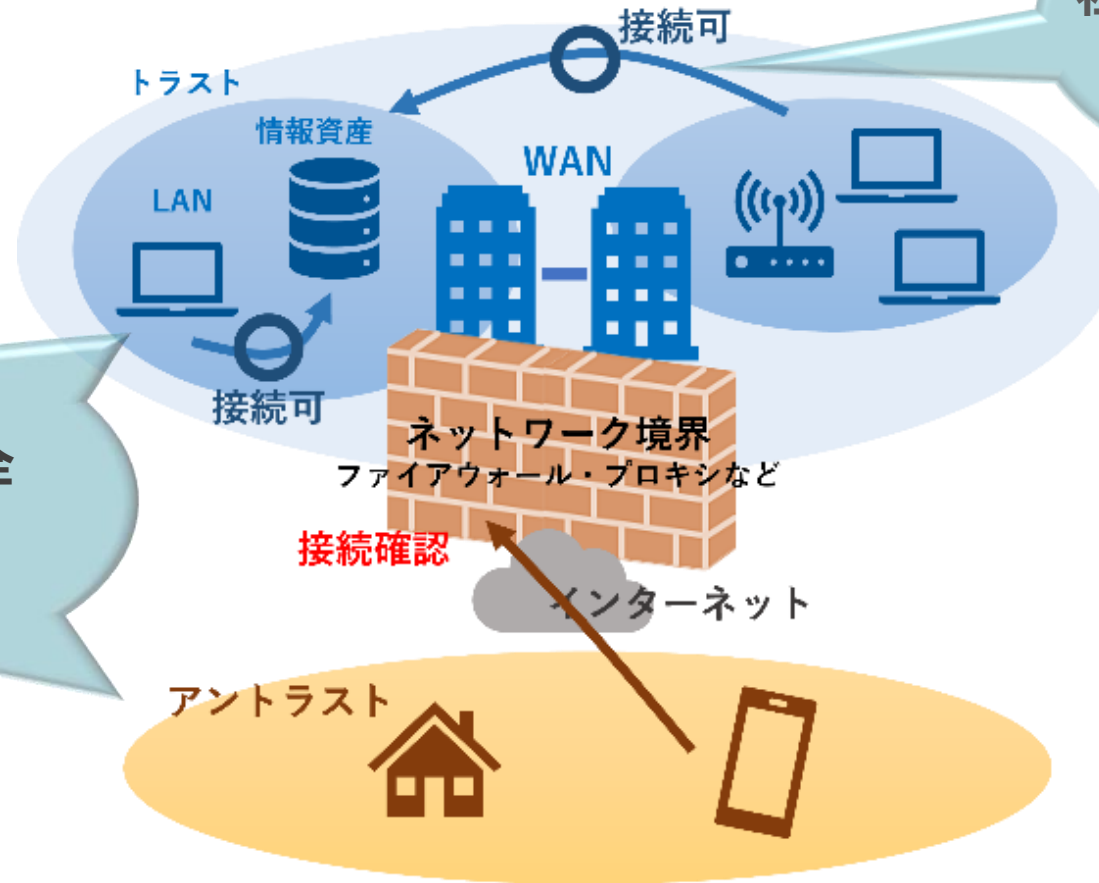 接続可
トラスト
情報資産
WAN
LAN
接続可
全
ネットワーク境界
ファイアウォール・プロキシなど
接続確認
インターネット
アントラスト